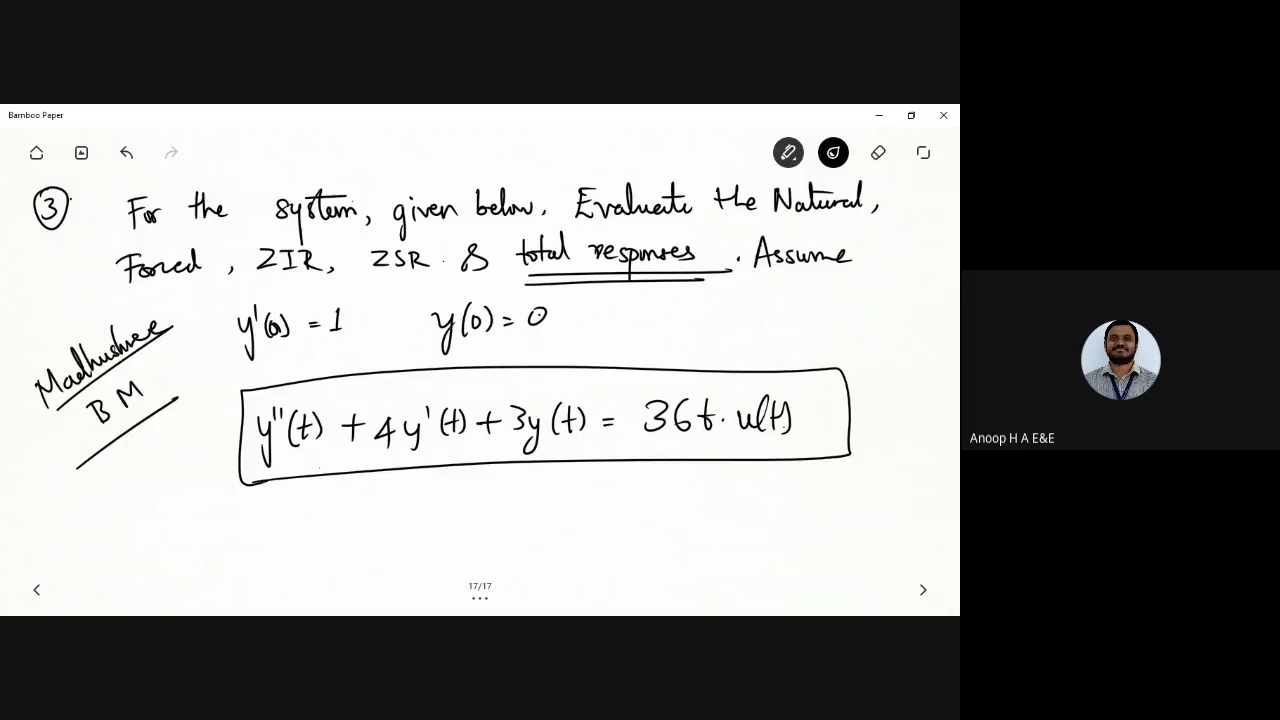 Bamboo Paper
3 For the system, given below. Evaluate the Natural,
Forced, ZIR, ZSR & total responses. Assume
y'(0) = 1 y(0) = 0
Madhushree
BM
y''(t) + 4y'(t) + 3y(t) = 36t. u(t)
17/17
Anoop H A E&E